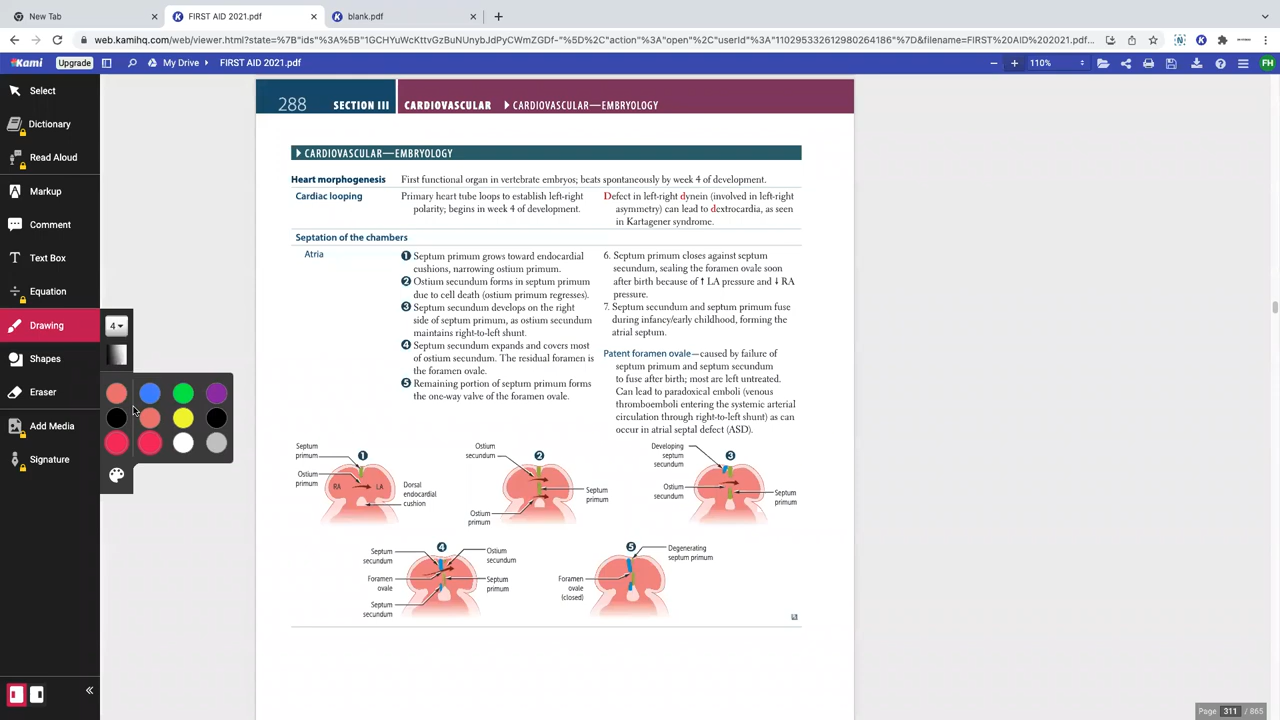 New Tab
FIRST AID 2021.pdf
blank.pdf
web.kamihq.com/web/viewer.html?state=%7B"ids"%3A%5B"1GCHYuWcKttvGzBuNUnybJdPyCWmZGDf-"%5D%2C"action"%3A"open"%2C"userId"%3A"110295332612980264186"%7D&filename=FIRST%20AID%202021.pdf...
Kami
Upgrade
My Drive
FIRST AID 2021.pdf
110%
FH
Select
Dictionary
Read Aloud
Markup
Comment
Text Box
Equation
Drawing
Shapes
Eraser
Add Media
Signature
4
288 SECTION III CARDIOVASCULAR CARDIOVASCULAR—EMBRYOLOGY
CARDIOVASCULAR—EMBRYOLOGY
Heart morphogenesis
First functional organ in vertebrate embryos; beats spontaneously by week 4 of development.
Cardiac looping
Primary heart tube loops to establish left-right
polarity; begins in week 4 of development.
Defect in left-right dynein (involved in left-right
asymmetry) can lead to dextrocardia, as seen
in Kartagener syndrome.
Septation of the chambers
Atria
1 Septum primum grows toward endocardial
cushions, narrowing ostium primum.
2 Ostium secundum forms in septum primum
due to cell death (ostium primum regresses).
3 Septum secundum develops on the right
side of septum primum, as ostium secundum
maintains right-to-left shunt.
4 Septum secundum expands and covers most
of ostium secundum. The residual foramen is
the foramen ovale.
5 Remaining portion of septum primum forms
the one-way valve of the foramen ovale.
6. Septum primum closes against septum
secundum, sealing the foramen ovale soon
after birth because of ↑ LA pressure and ↓ RA
pressure.
7. Septum secundum and septum primum fuse
during infancy/early childhood, forming the
atrial septum.
Patent foramen ovale—caused by failure of
septum primum and septum secundum
to fuse after birth; most are left untreated.
Can lead to paradoxical emboli (venous
thromboemboli entering the systemic arterial
circulation through right-to-left shunt) as can
occur in atrial septal defect (ASD).
1
Septum
primum
Ostium
primum
RA
LA
Dorsal
endocardial
cushion
2
Ostium
secundum
Septum
primum
Ostium
primum
3
Developing
septum
secundum
Ostium
secundum
Septum
primum
4
Septum
secundum
Ostium
secundum
Foramen
ovale
Septum
primum
Septum
secundum
5
Degenerating
septum primum
Foramen
ovale
(closed)
Page 311 / 865